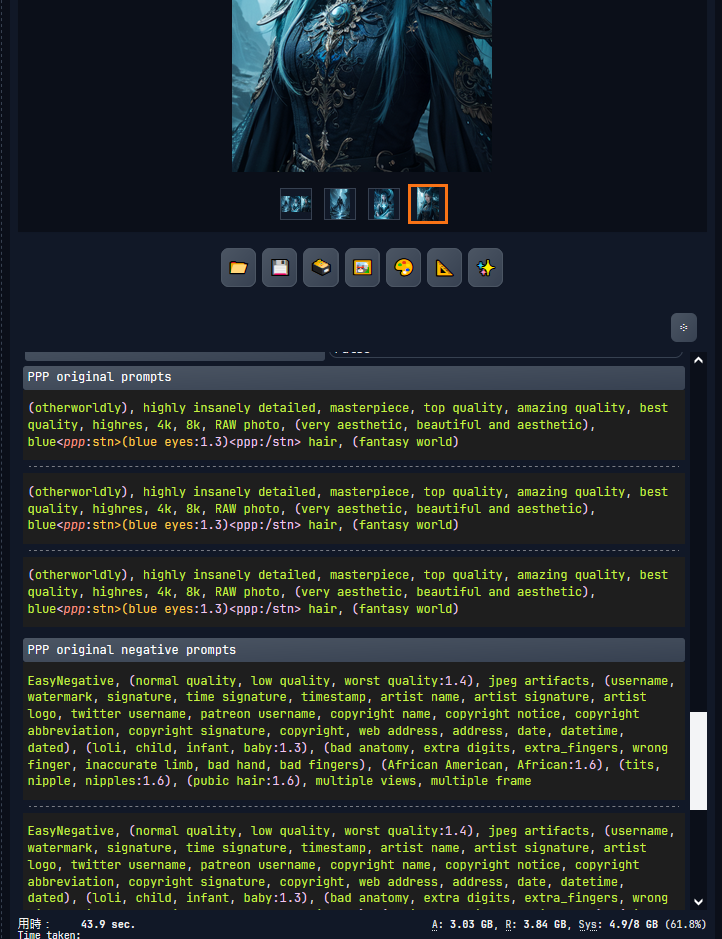 PPP original prompts
(otherworldly), highly insanely detailed, masterpiece, top quality, amazing quality, best
quality, highres, 4k, 8k, RAW photo, (very aesthetic, beautiful and aesthetic),
blue<ppp:stn>(blue eyes:1.3)<ppp:/stn> hair, (fantasy world)
(otherworldly), highly insanely detailed, masterpiece, top quality, amazing quality, best
quality, highres, 4k, 8k, RAW photo, (very aesthetic, beautiful and aesthetic),
blue<ppp:stn>(blue eyes:1.3)<ppp:/stn> hair, (fantasy world)
(otherworldly), highly insanely detailed, masterpiece, top quality, amazing quality, best
quality, highres, 4k, 8k, RAW photo, (very aesthetic, beautiful and aesthetic),
blue<ppp:stn>(blue eyes:1.3)<ppp:/stn> hair, (fantasy world)
PPP original negative prompts
EasyNegative, (normal quality, low quality, worst quality:1.4), jpeg artifacts, (username,
watermark, signature, time signature, timestamp, artist name, artist signature, artist
logo, twitter username, patreon username, copyright name, copyright notice, copyright
abbreviation, copyright signature, copyright, web address, address, date, datetime,
dated), (loli, child, infant, baby:1.3), (bad anatomy, extra digits, extra_fingers, wrong
finger, inaccurate limb, bad hand, bad fingers), (African American, African:1.6), (tits,
nipple, nipples:1.6), (pubic hair:1.6), multiple views, multiple frame
EasyNegative, (normal quality, low quality, worst quality:1.4), jpeg artifacts, (username,
watermark, signature, time signature, timestamp, artist name, artist signature, artist
logo, twitter username, patreon username, copyright name, copyright notice, copyright
abbreviation, copyright signature, copyright, web address, address, date, datetime,
dated), (loli, child, infant, baby:1.3), (bad anatomy, extra digits, extra_fingers, wrong
用時: 43.9 sec.
Time taken:
A: 3.03 GB, R: 3.84 GB, Sys: 4.9/8 GB (61.8%)